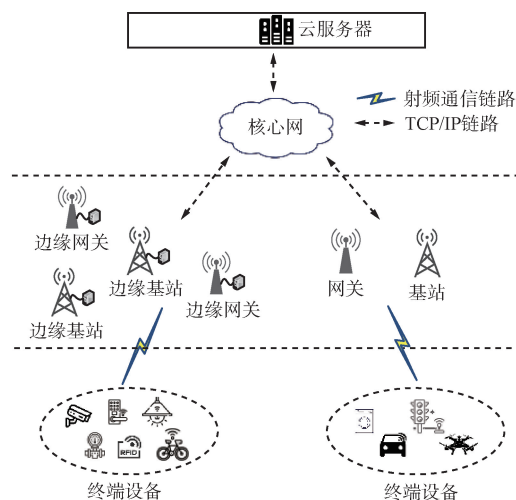 云服务器
核心网
射频通信链路
TCP/IP链路
边缘网关
边缘基站
边缘网关
边缘基站
网关
基站
RFID
终端设备
终端设备